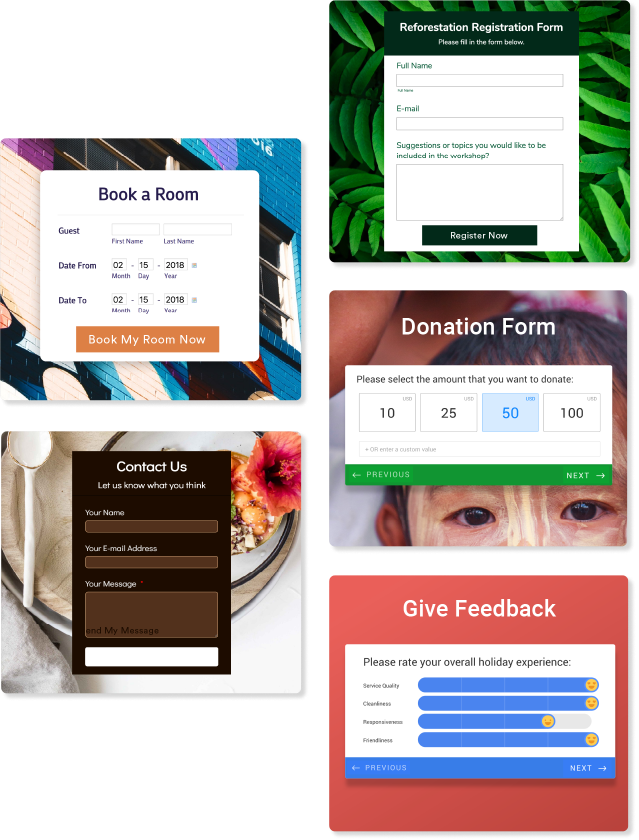 Reforestation Registration Form
Please fill in the form below.
Full Name
Full Name
E-mail
Suggestions or topics you would like to be
included in the workshop?
Register Now
Book a Room
Guest
First Name Last Name
Date From 02 - 15 - 2018
Month Day Year
Date To 02 - 15 - 2018
Month Day Year
Book My Room Now
Donation Form
Please select the amount that you want to donate:
USD USD USD USD
10 25 50 100
+ OR enter a custom value
← PREVIOUS NEXT →
Contact Us
Let us know what you think
Your Name
Your E-mail Address
Your Message *
end My Message
Give Feedback
Please rate your overall holiday experience:
Service Quality
Cleanliness
Responsiveness
Friendliness
← PREVIOUS NEXT →